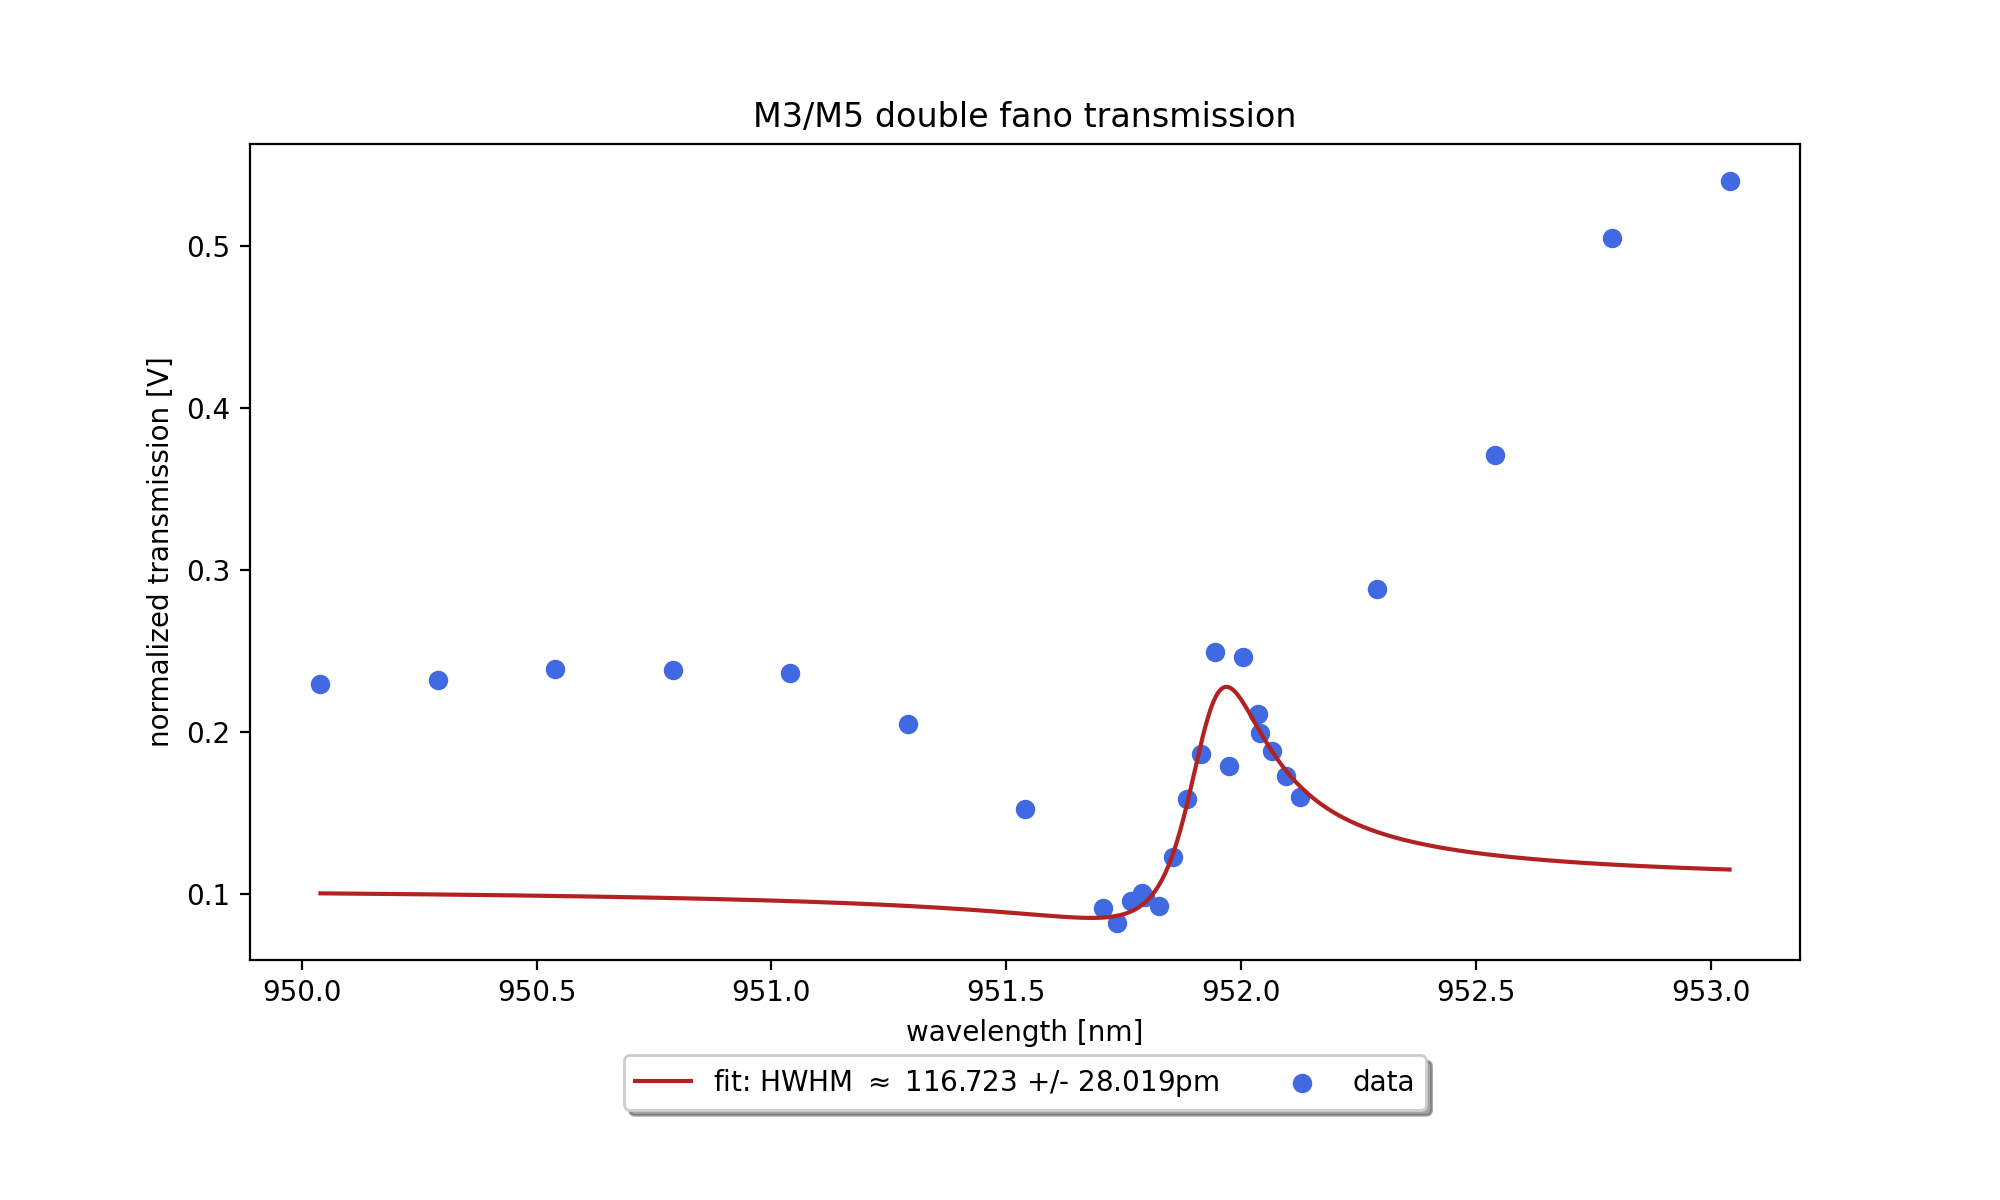 M3/M5 double fano transmission
normalized transmission [V]
0.5
0.4
0.3
0.2
0.1
950.0 950.5 951.0 951.5 952.0 952.5 953.0
wavelength [nm]
fit: HWHM ≈ 116.723 +/- 28.019pm data